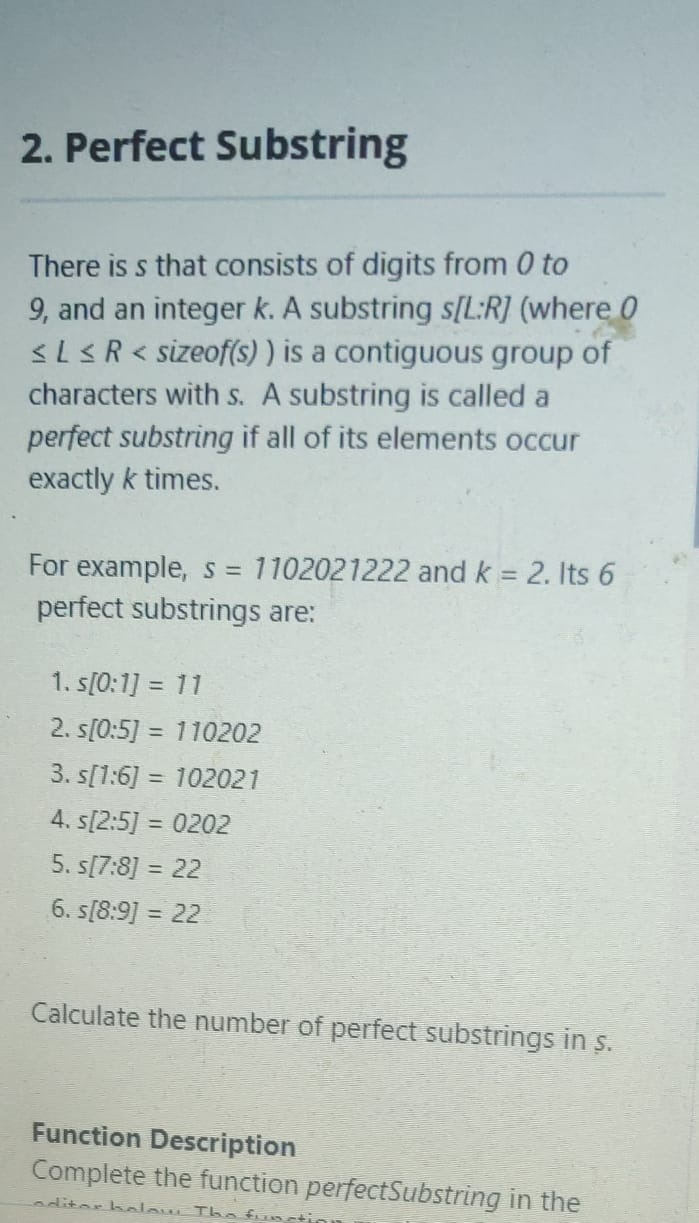 2. Perfect Substring
There is s that consists of digits from 0 to
9, and an integer k. A substring s[L:R] (where 0
≤ L ≤ R < sizeof(s) ) is a contiguous group of
characters with s. A substring is called a
perfect substring if all of its elements occur
exactly k times.
For example, s = 1102021222 and k = 2. Its 6
perfect substrings are:
1. s[0:1] = 11
2. s[0:5] = 110202
3. s[1:6] = 102021
4. s[2:5] = 0202
5. s[7:8] = 22
6. s[8:9] = 22
Calculate the number of perfect substrings in s.
Function Description
Complete the function perfectSubstring in the
editor below. The function